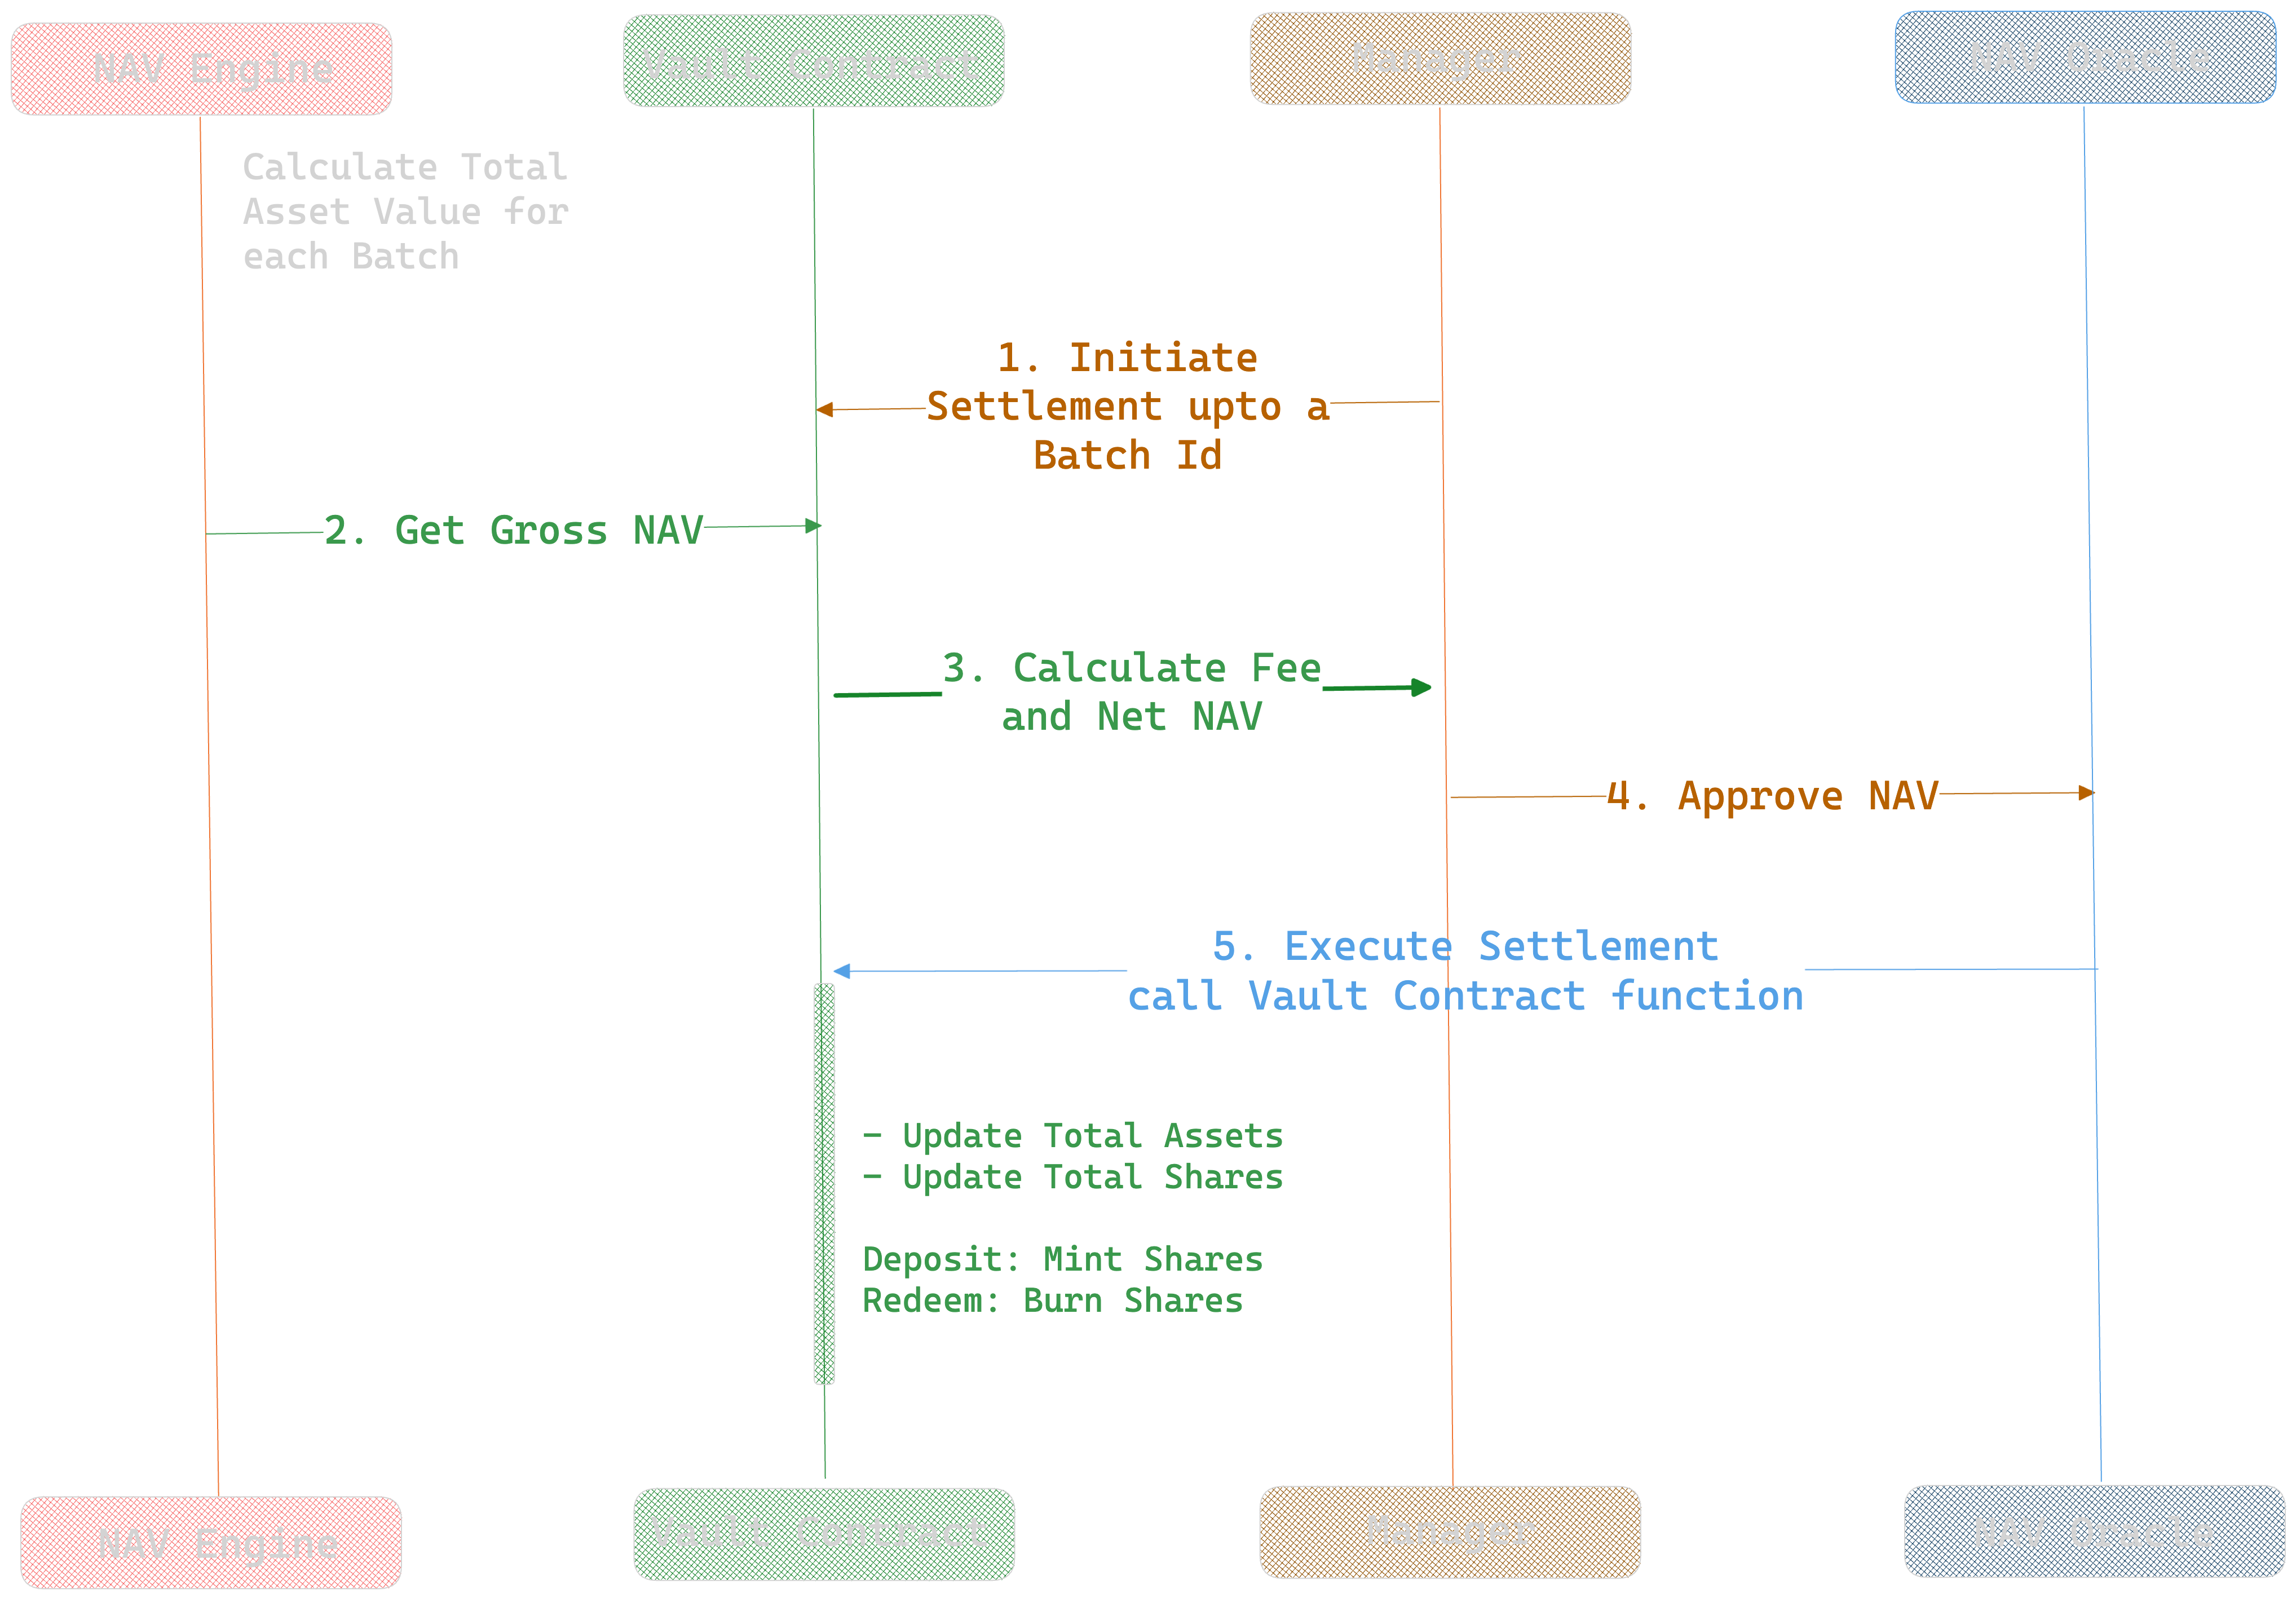 NAV Engine
Vault Contract
Manager
NAV Oracle
Calculate Total
Asset Value for
each Batch
1. Initiate
Settlement upto a
Batch Id
2. Get Gross NAV
3. Calculate Fee
and Net NAV
4. Approve NAV
5. Execute Settlement
call Vault Contract function
- Update Total Assets
- Update Total Shares
Deposit: Mint Shares
Redeem: Burn Shares
NAV Engine
Vault Contract
Manager
NAV Oracle